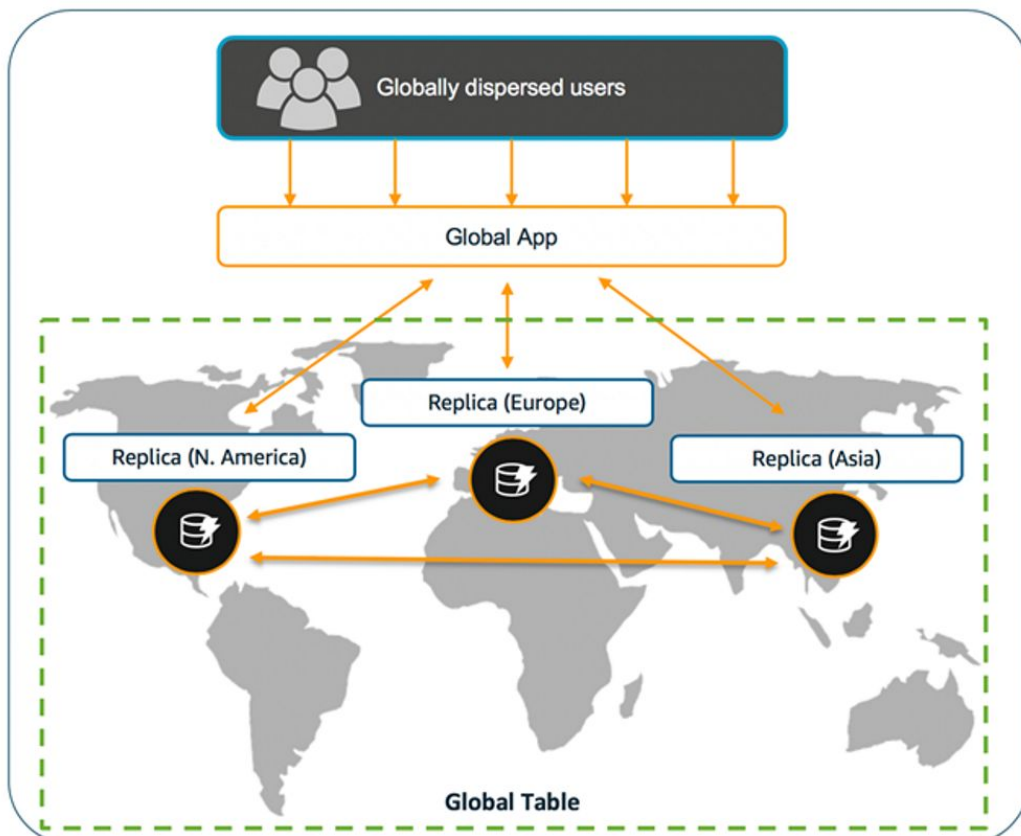 Globally dispersed users
Global App
Replica (Europe)
Replica (N. America)
Replica (Asia)
Global Table